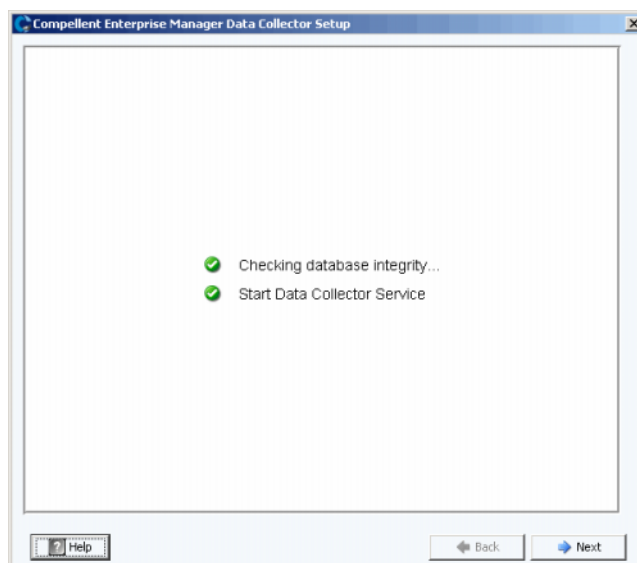 Compellent Enterprise Manager Data Collector Setup
Checking database integrity...
Start Data Collector Service
? Help
Back
Next